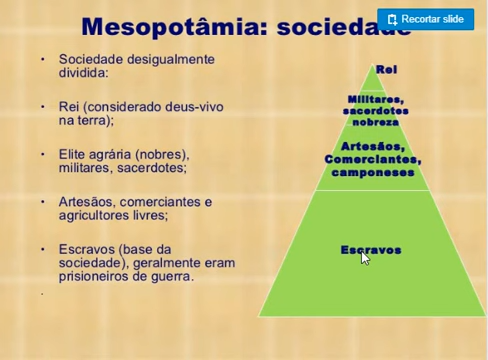 Mesopotâmia: sociedade
Recortar slide
• Sociedade desigualmente
dividida:
• Rei (considerado deus-vivo
na terra);
• Elite agrária (nobres),
militares, sacerdotes;
• Artesãos, comerciantes e
agricultores livres;
• Escravos (base da
sociedade), geralmente eram
prisioneiros de guerra.
.
Rei
Militares,
sacerdotes
nobreza
Artesãos,
Comerciantes,
camponeses
Escravos